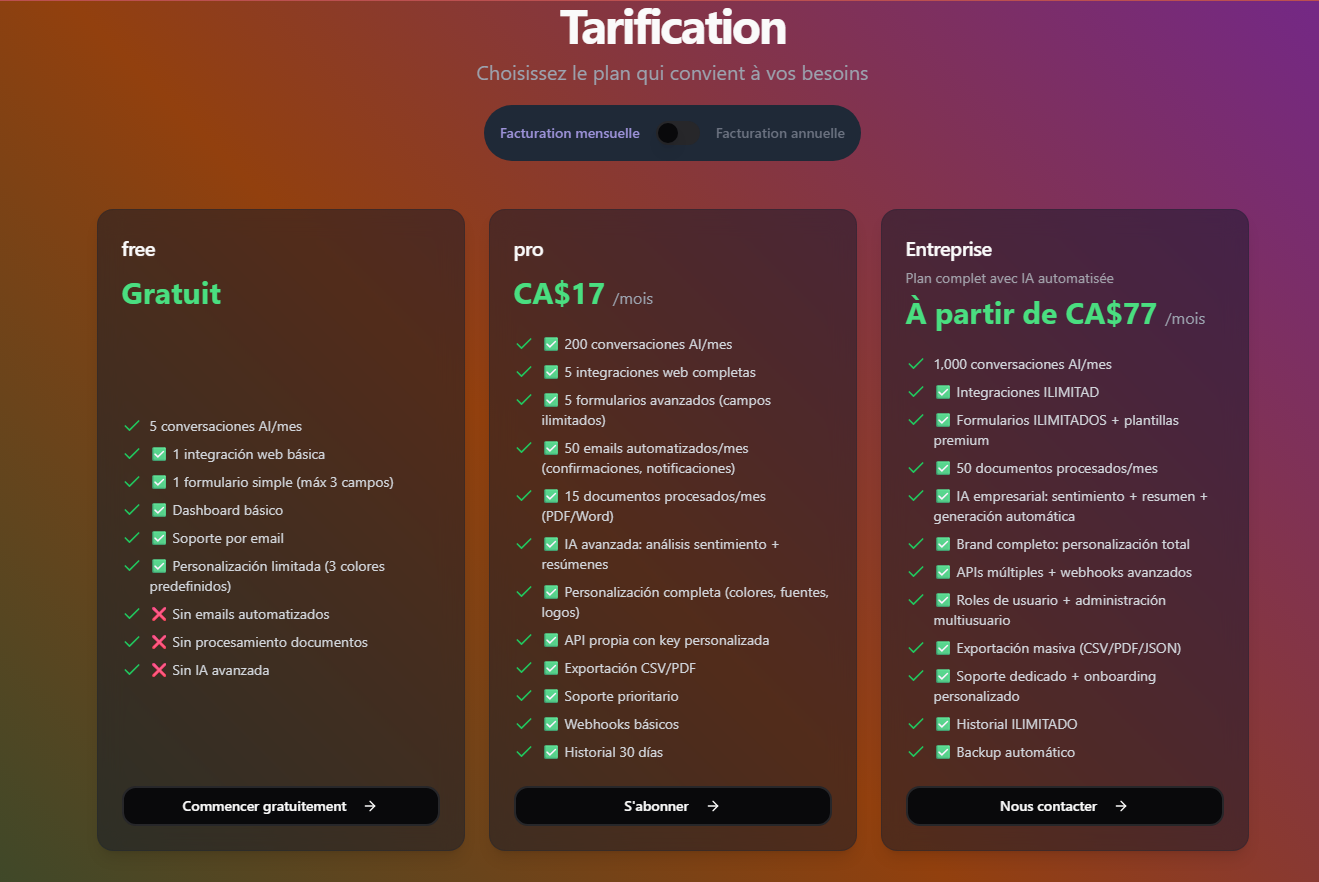 Tarification
Choisissez le plan qui convient à vos besoins
Facturation mensuelle
Facturation annuelle
free
Gratuit
5 conversaciones AI/mes
✅ 1 integración web básica
✅ 1 formulario simple (máx 3 campos)
✅ Dashboard básico
✅ Soporte por email
✅ Personalización limitada (3 colores
predefinidos)
❌ Sin emails automatizados
❌ Sin procesamiento documentos
❌ Sin IA avanzada
Commencer gratuitement →
pro
CA$17 /mois
✅ 200 conversaciones AI/mes
✅ 5 integraciones web completas
✅ 5 formularios avanzados (campos
ilimitados)
✅ 50 emails automatizados/mes
(confirmaciones, notificaciones)
✅ 15 documentos procesados/mes
(PDF/Word)
✅ IA avanzada: análisis sentimiento +
resúmenes
✅ Personalización completa (colores, fuentes,
logos)
✅ API propia con key personalizada
✅ Exportación CSV/PDF
✅ Soporte prioritario
✅ Webhooks básicos
✅ Historial 30 días
S'abonner →
Entreprise
Plan complet avec IA automatisée
À partir de CA$77 /mois
1,000 conversaciones AI/mes
✅ Integraciones ILIMITAD
✅ Formularios ILIMITADOS + plantillas
premium
✅ 50 documentos procesados/mes
✅ IA empresarial: sentimiento + resumen +
generación automática
✅ Brand completo: personalización total
✅ APIs múltiples + webhooks avanzados
✅ Roles de usuario + administración
multiusuario
✅ Exportación masiva (CSV/PDF/JSON)
✅ Soporte dedicado + onboarding
personalizado
✅ Historial ILIMITADO
✅ Backup automático
Nous contacter →